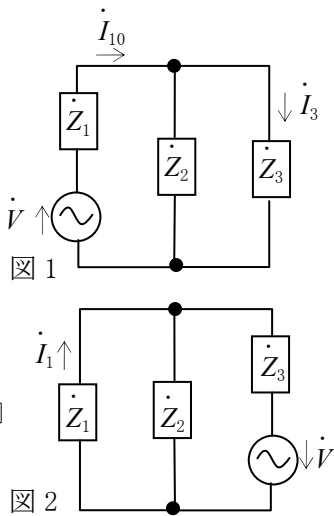 İ₁₀
Ż₁
Ż₂
Ż₃
İ₃
V̇
図 1
İ₁
Ż₁
Ż₂
Ż₃
V̇
図 2